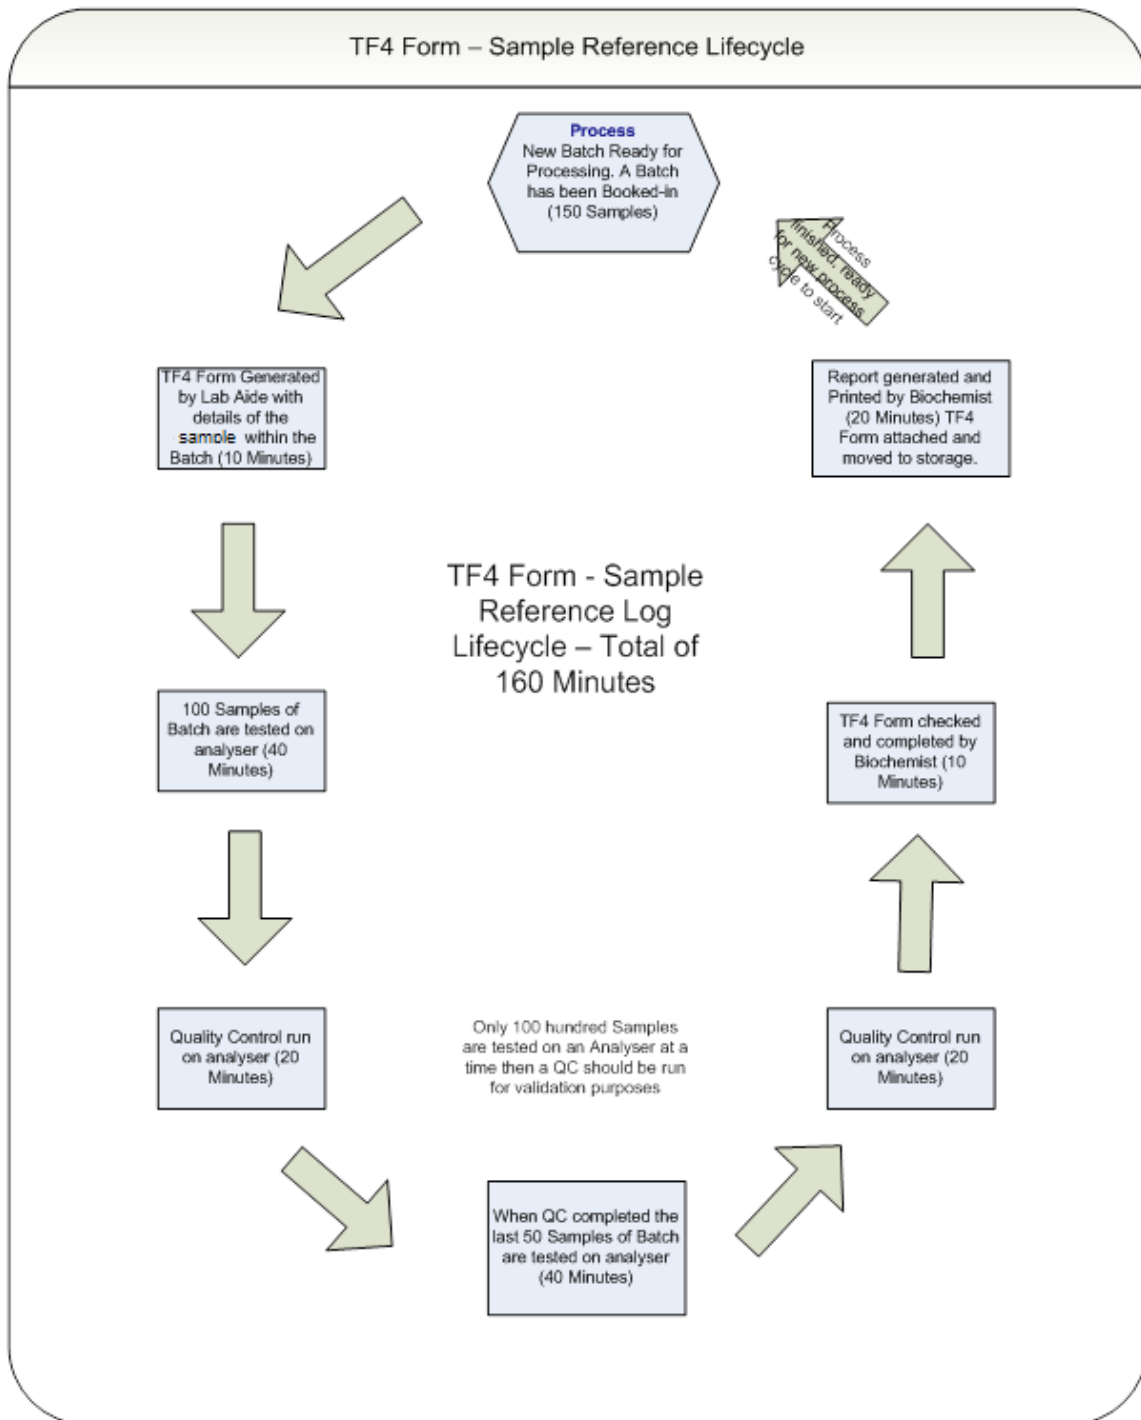 TF4 Form – Sample Reference Lifecycle
Process
New Batch Ready for
Processing. A Batch
has been Booked-in
(150 Samples)
TF4 Form Generated
by Lab Aide with
details of the
sample within the
Batch (10 Minutes)
100 Samples of
Batch are tested on
analyser (40
Minutes)
Quality Control run
on analyser (20
Minutes)
When QC completed the
last 50 Samples of Batch
are tested on analyser
(40 Minutes)
Quality Control run
on analyser (20
Minutes)
TF4 Form checked
and completed by
Biochemist (10
Minutes)
Report generated and
Printed by Biochemist
(20 Minutes) TF4
Form attached and
moved to storage.
Process
finished, ready
for new process
cycle to start
TF4 Form - Sample
Reference Log
Lifecycle – Total of
160 Minutes
Only 100 hundred Samples
are tested on an Analyser at a
time then a QC should be run
for validation purposes